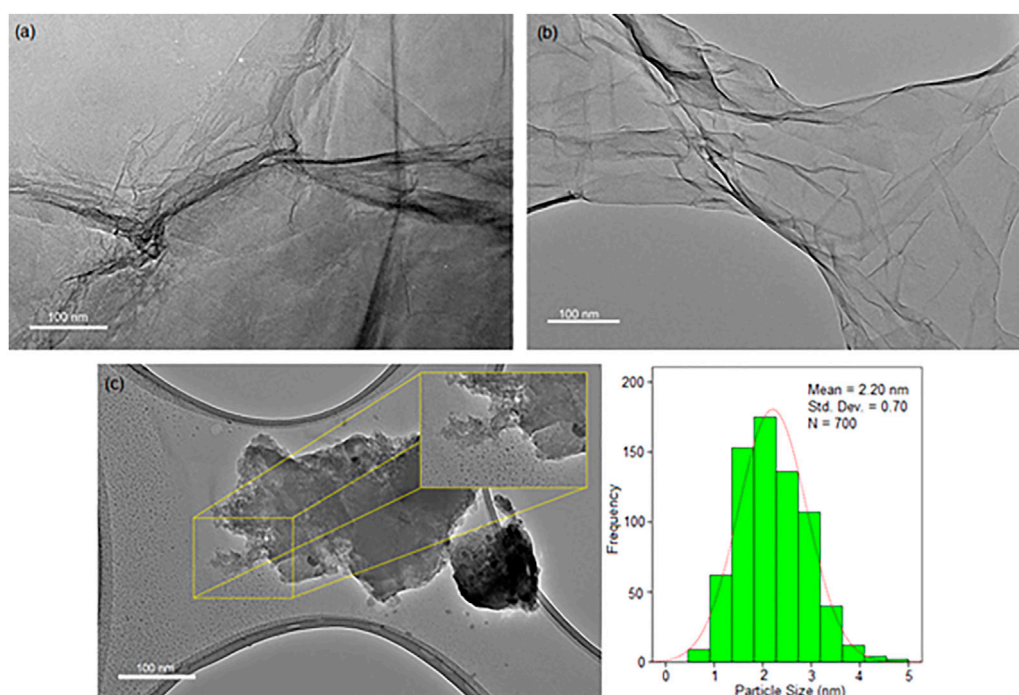 (a)
100 nm
(b)
100 nm
(c)
100 nm
Mean = 2.20 nm
Std. Dev. = 0.70
N = 700
Frequency
200
150
100
50
0
0 1 2 3 4 5
Particle Size (nm)